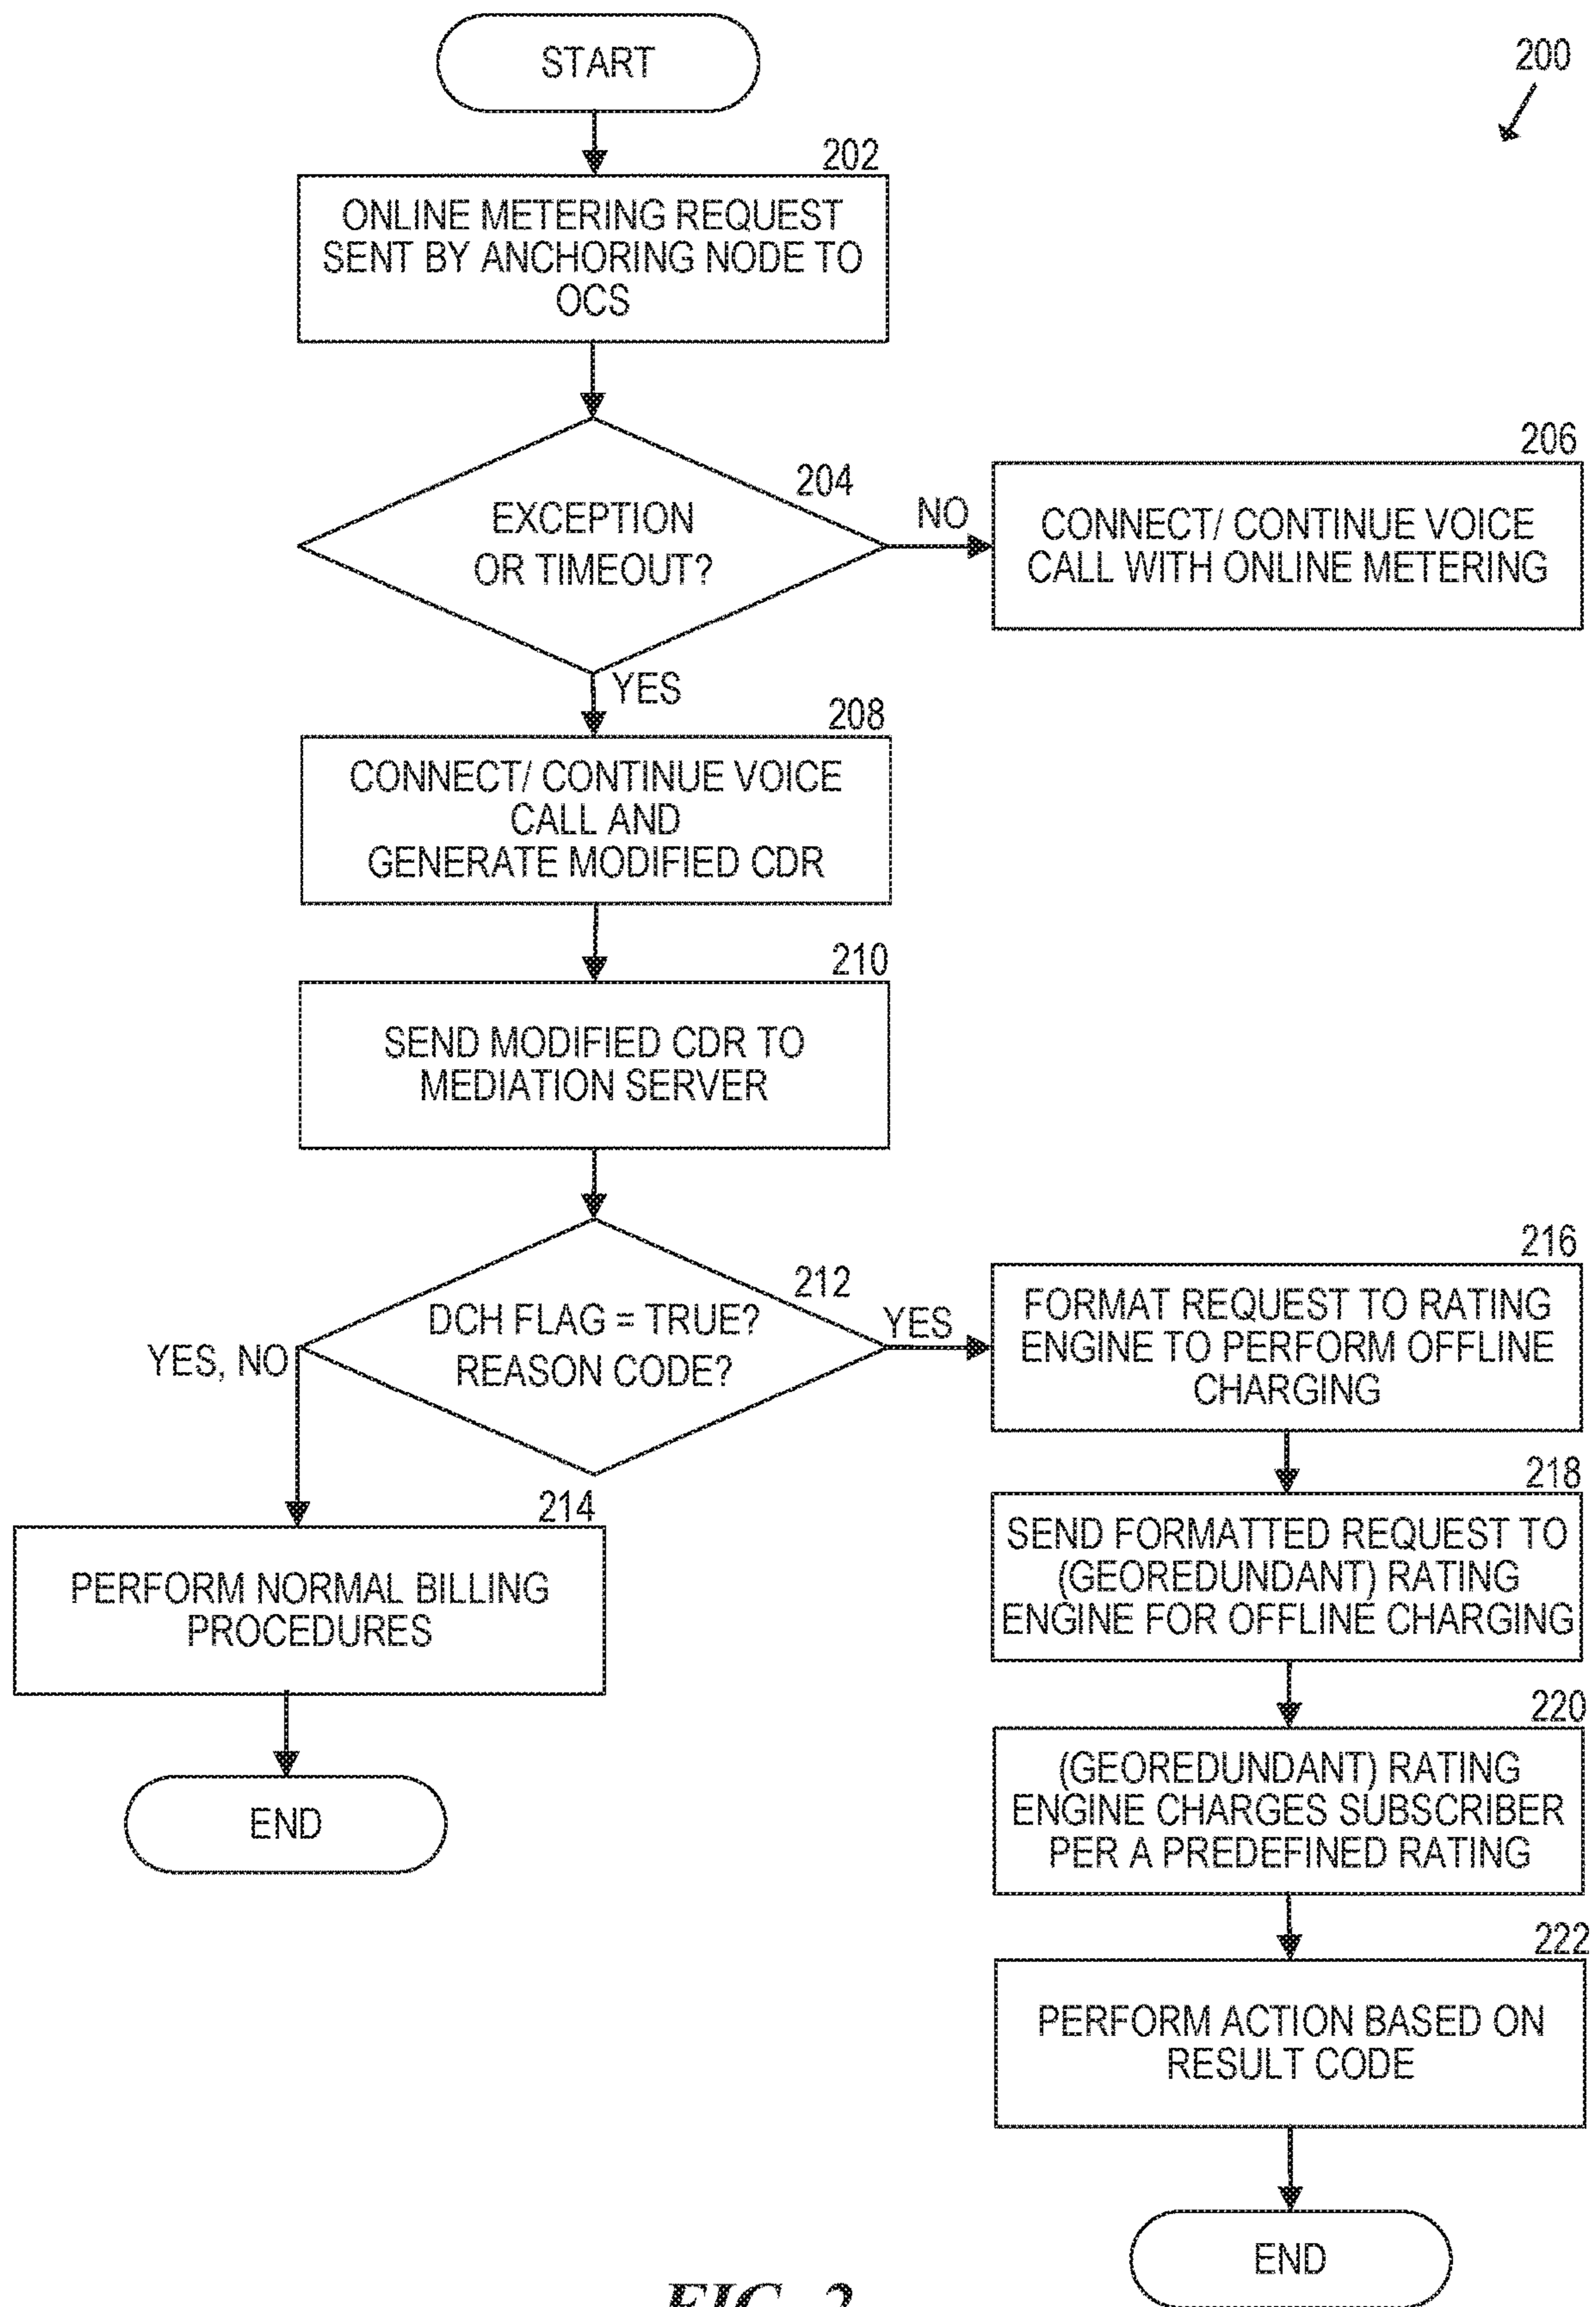 START
200
202
ONLINE METERING REQUEST
SENT BY ANCHORING NODE TO
OCS
204
EXCEPTION
OR TIMEOUT?
NO
206
CONNECT/ CONTINUE VOICE
CALL WITH ONLINE METERING
YES
208
CONNECT/ CONTINUE VOICE
CALL AND
GENERATE MODIFIED CDR
210
SEND MODIFIED CDR TO
MEDIATION SERVER
212
DCH FLAG = TRUE?
REASON CODE?
YES, NO
YES
214
PERFORM NORMAL BILLING
PROCEDURES
END
216
FORMAT REQUEST TO RATING
ENGINE TO PERFORM OFFLINE
CHARGING
218
SEND FORMATTED REQUEST TO
(GEOREDUNDANT) RATING
ENGINE FOR OFFLINE CHARGING
220
(GEOREDUNDANT) RATING
ENGINE CHARGES SUBSCRIBER
PER A PREDEFINED RATING
222
PERFORM ACTION BASED ON
RESULT CODE
END
FIG. 2